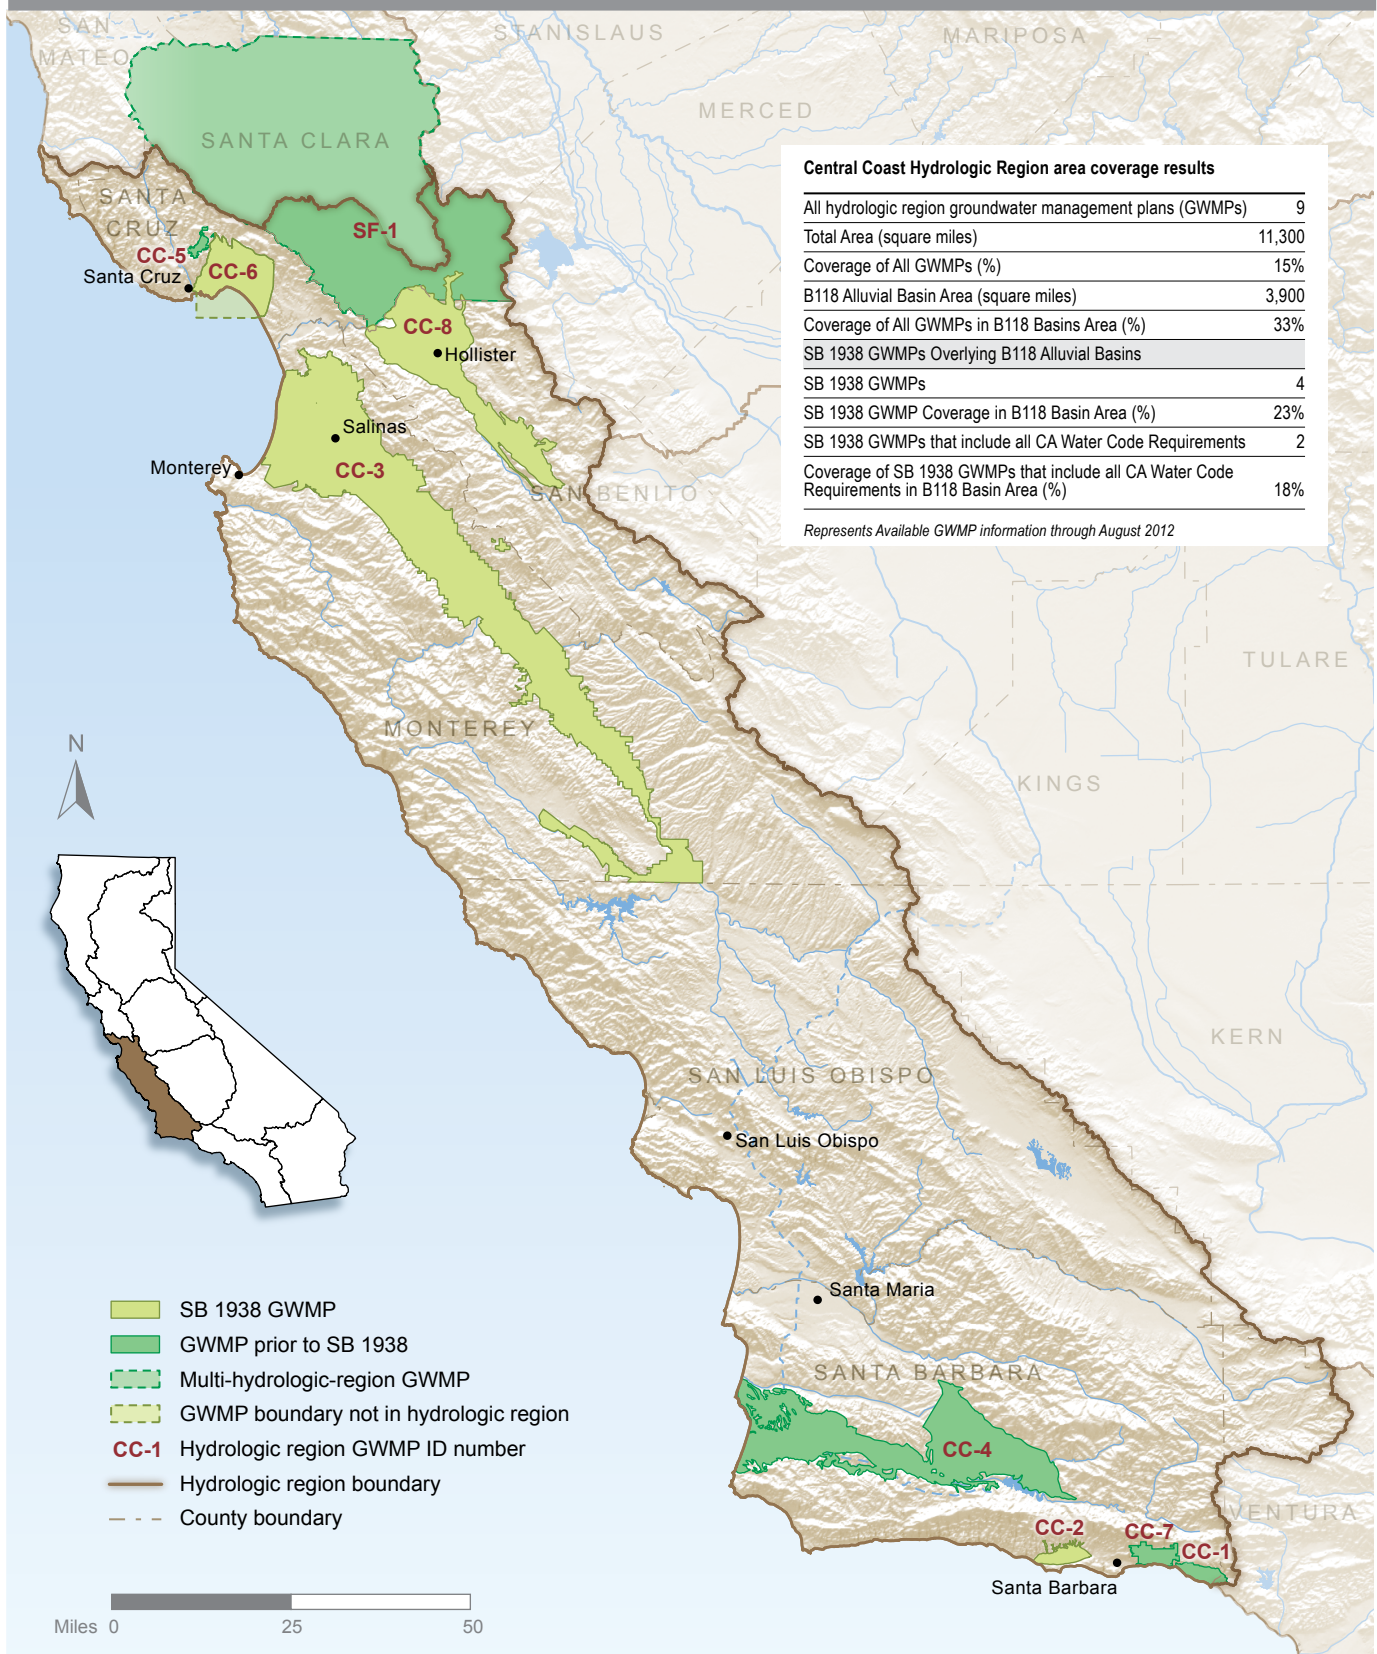 SAN
MATEO
STANISLAUS
MARIPOSA
MERCED
SANTA CLARA
SANTA
CRUZ
SF-1
CC-5
CC-6
Santa Cruz
CC-8
Hollister
Salinas
CC-3
Monterey
SAN BENITO
Central Coast Hydrologic Region area coverage results
All hydrologic region groundwater management plans (GWMPs) 9
Total Area (square miles) 11,300
Coverage of All GWMPs (%) 15%
B118 Alluvial Basin Area (square miles) 3,900
Coverage of All GWMPs in B118 Basins Area (%) 33%
SB 1938 GWMPs Overlying B118 Alluvial Basins
SB 1938 GWMPs 4
SB 1938 GWMP Coverage in B118 Basin Area (%) 23%
SB 1938 GWMPs that include all CA Water Code Requirements 2
Coverage of SB 1938 GWMPs that include all CA Water Code
Requirements in B118 Basin Area (%) 18%
Represents Available GWMP information through August 2012
TULARE
MONTEREY
N
KINGS
KERN
SAN LUIS OBISPO
San Luis Obispo
Santa Maria
SANTA BARBARA
CC-4
CC-2
CC-7
CC-1
VENTURA
Santa Barbara
SB 1938 GWMP
GWMP prior to SB 1938
Multi-hydrologic-region GWMP
GWMP boundary not in hydrologic region
CC-1 Hydrologic region GWMP ID number
Hydrologic region boundary
County boundary
Miles 0 25 50